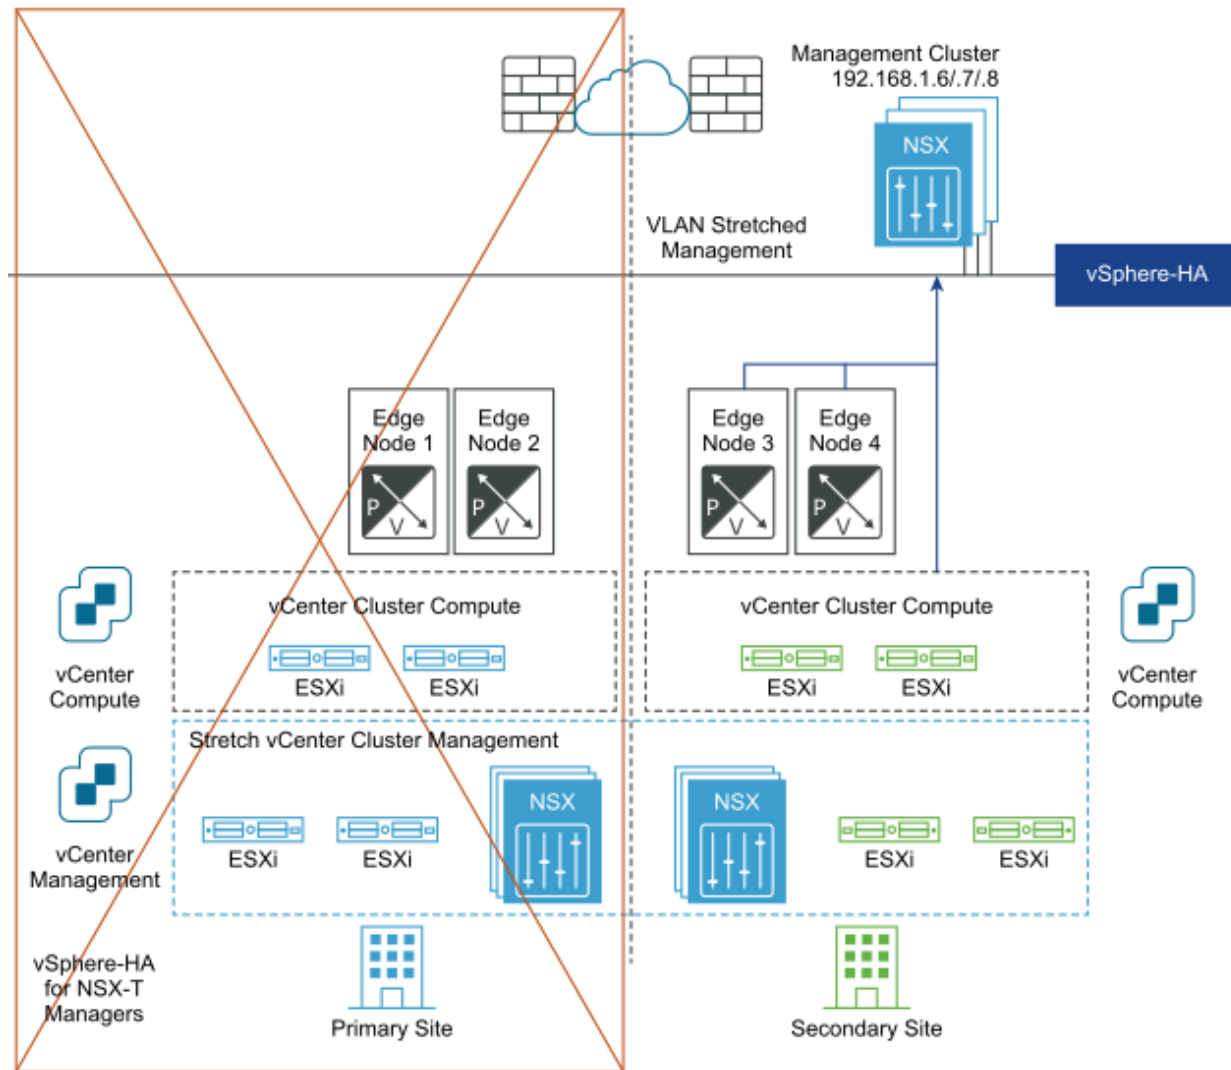 Management Cluster
192.168.1.6/.7/.8
NSX
VLAN Stretched
Management
vSphere-HA
Edge
Node 1
Edge
Node 2
Edge
Node 3
Edge
Node 4
P
V
P
V
P
V
P
V
vCenter
Compute
vCenter Cluster Compute
ESXi
ESXi
vCenter Cluster Compute
ESXi
ESXi
vCenter
Compute
Stretch vCenter Cluster Management
vCenter
Management
ESXi
ESXi
NSX
NSX
ESXi
ESXi
vSphere-HA
for NSX-T
Managers
Primary Site
Secondary Site